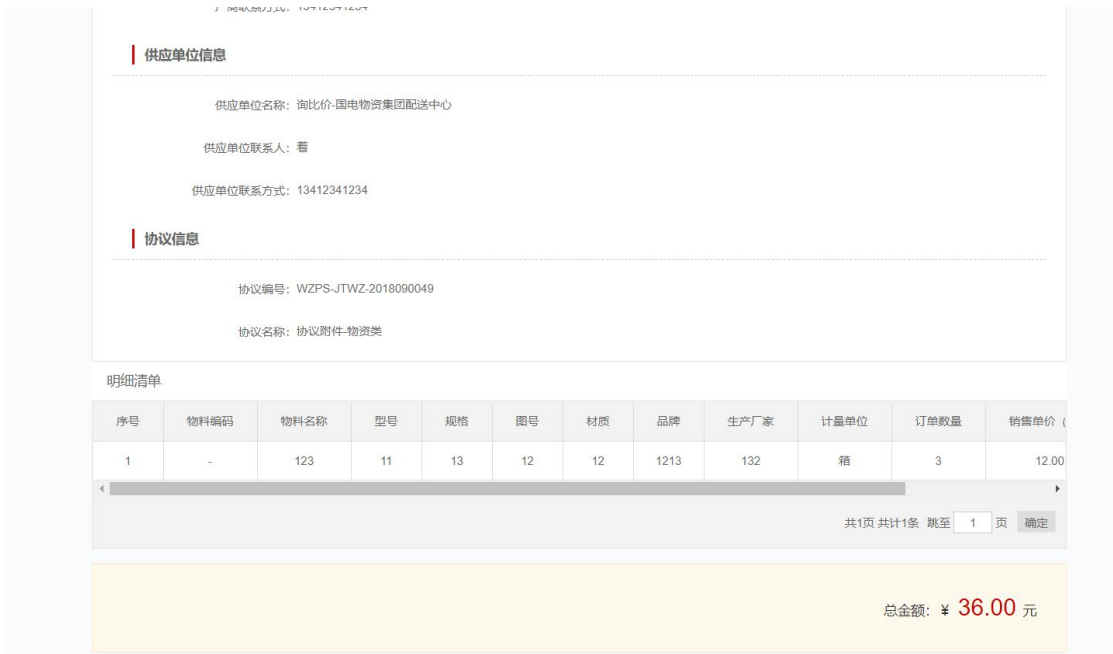 供应单位信息
供应单位名称：询比价-国电物资集团配送中心
供应单位联系人：着
供应单位联系方式：13412341234
协议信息
协议编号：WZPS-JTWZ-2018090049
协议名称：协议附件-物资类
明细清单
序号 物料编码 物料名称 型号 规格 图号 材质 品牌 生产厂家 计量单位 订单数量 销售单价（
1 - 123 11 13 12 12 1213 132 箱 3 12.00
共1页 共计1条 跳至 1 页 确定
总金额：¥ 36.00 元